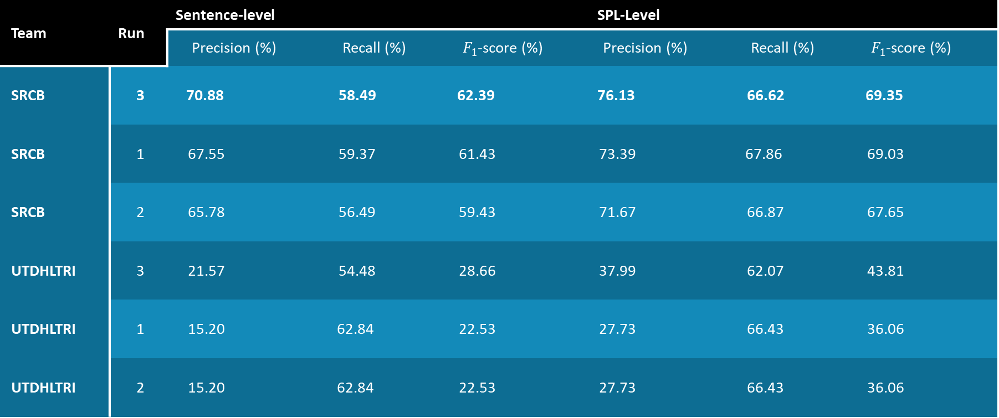 Sentence-level SPL-Level
Team Run
Precision (%) Recall (%) F1-score (%) Precision (%) Recall (%) F1-score (%)
SRCB 3 70.88 58.49 62.39 76.13 66.62 69.35
SRCB 1 67.55 59.37 61.43 73.39 67.86 69.03
SRCB 2 65.78 56.49 59.43 71.67 66.87 67.65
UTDHLTRI 3 21.57 54.48 28.66 37.99 62.07 43.81
UTDHLTRI 1 15.20 62.84 22.53 27.73 66.43 36.06
UTDHLTRI 2 15.20 62.84 22.53 27.73 66.43 36.06